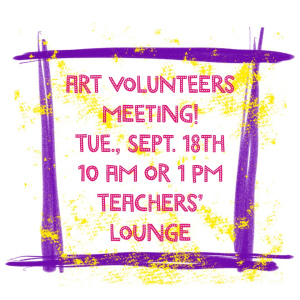 ART VOLUNTEERS
MEETING!
TUE., SEPT. 18TH
10 AM OR 1 PM
TEACHERS'
LOUNGE